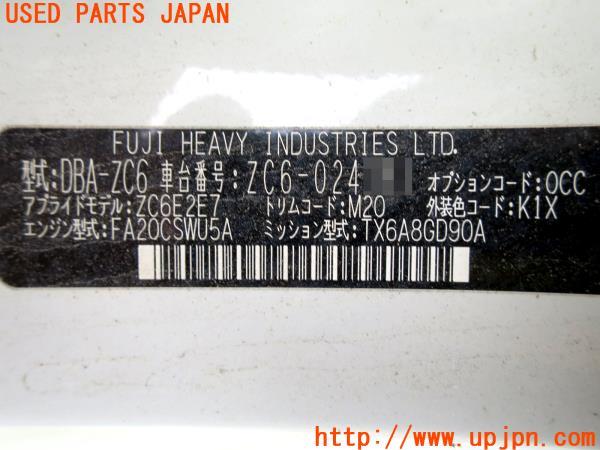 USED PARTS JAPAN
FUJI HEAVY INDUSTRIES LTD.
型式:DBA-ZC6 車台番号:ZC6-024 オプションコード:OCC
アプライドモデル:ZC6E2E7 トリムコード:M20 外装色コード:K1X
エンジン型式:FA20CSWU5A ミッション型式:TX6A8GD90A
UPJ http://www.upjpn.com/